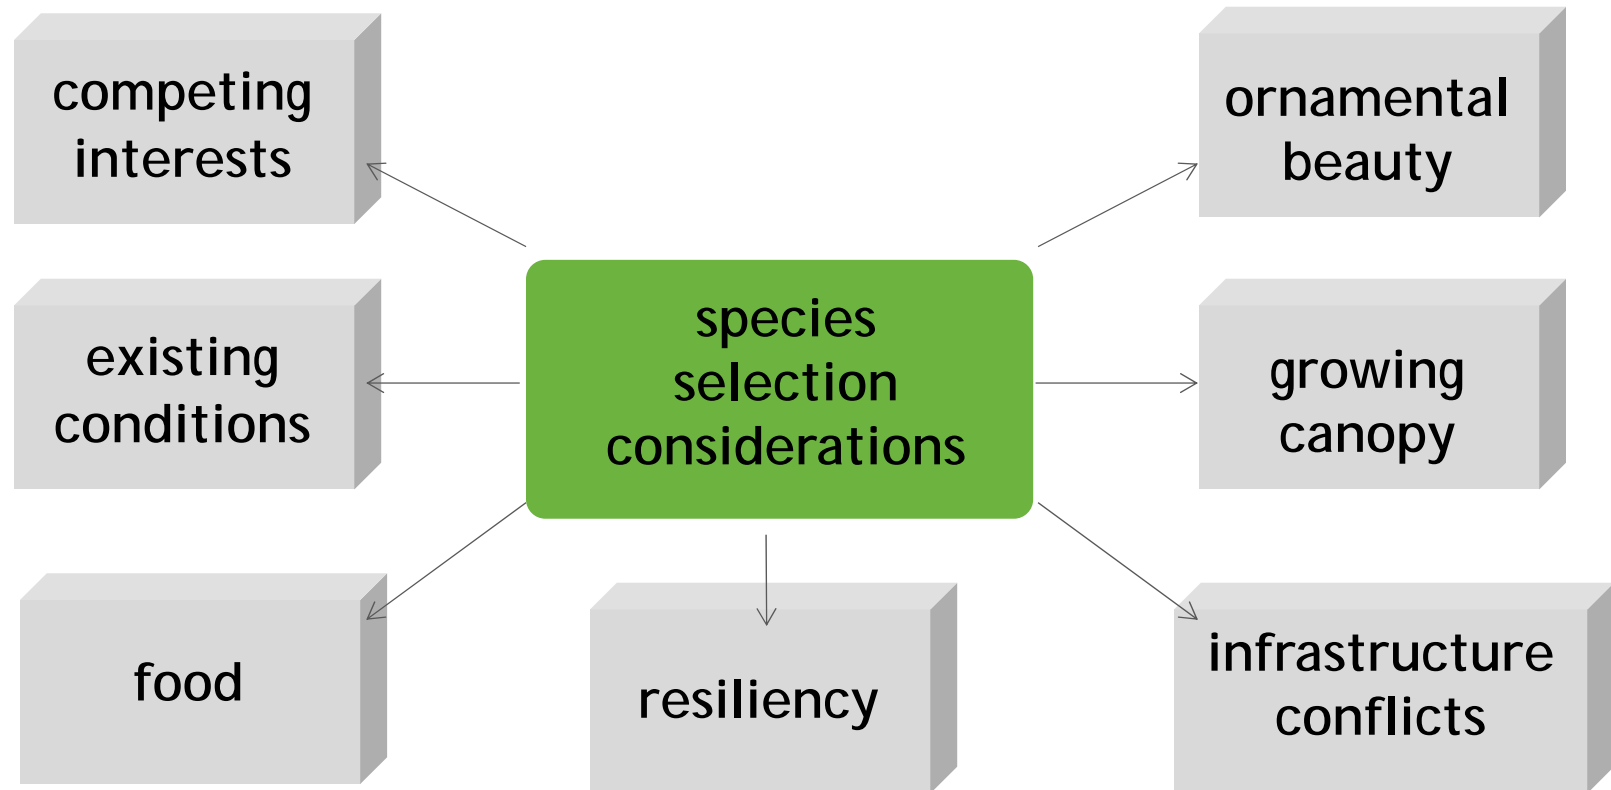 competing
interests
ornamental
beauty
species
selection
considerations
existing
conditions
growing
canopy
food
resiliency
infrastructure
conflicts